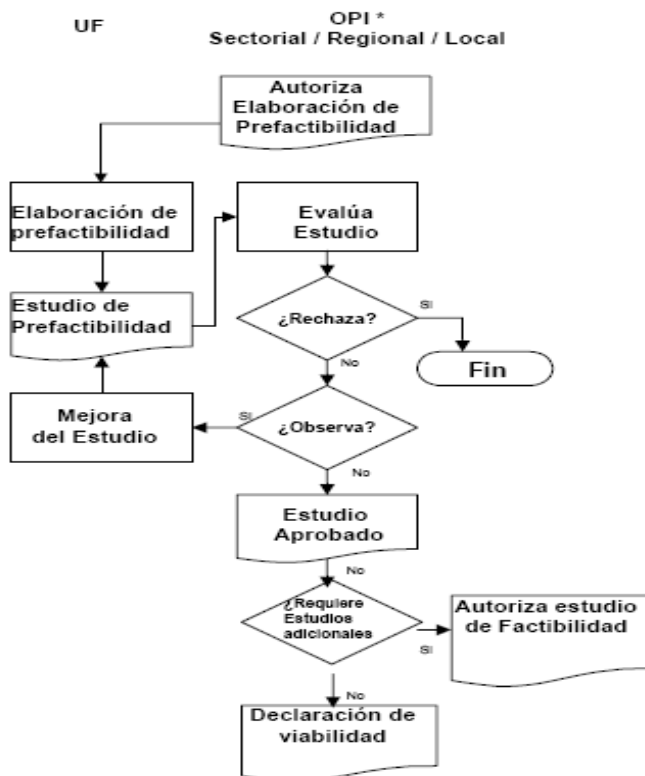 UF
OPI *
Sectorial / Regional / Local
Autoriza
Elaboración de
Prefactibilidad
Elaboración de
prefactibilidad
Evalúa
Estudio
Estudio de
Prefactibilidad
¿Rechaza?
SI
Fin
No
Mejora
del Estudio
SI
¿Observa?
No
Estudio
Aprobado
No
¿Requiere
Estudios
adicionales
SI
Autoriza estudio
de Factibilidad
No
Declaración de
viabilidad